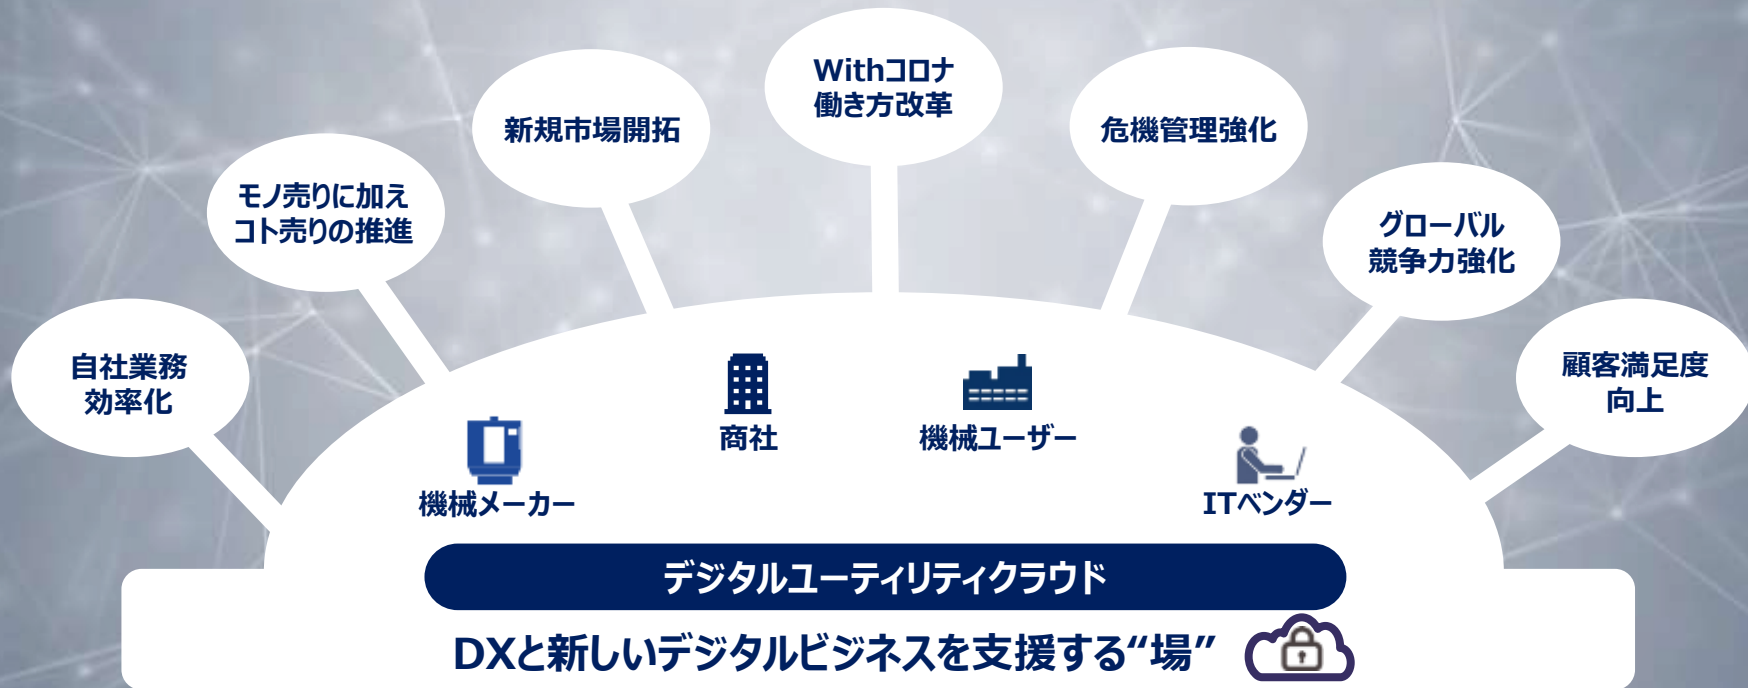 Withコロナ
働き方改革
新規市場開拓
危機管理強化
モノ売りに加え
コト売りの推進
グローバル
競争力強化
自社業務
効率化
顧客満足度
向上
商社
機械ユーザー
機械メーカー
ITベンダー
デジタルユーティリティクラウド
DXと新しいデジタルビジネスを支援する“場”